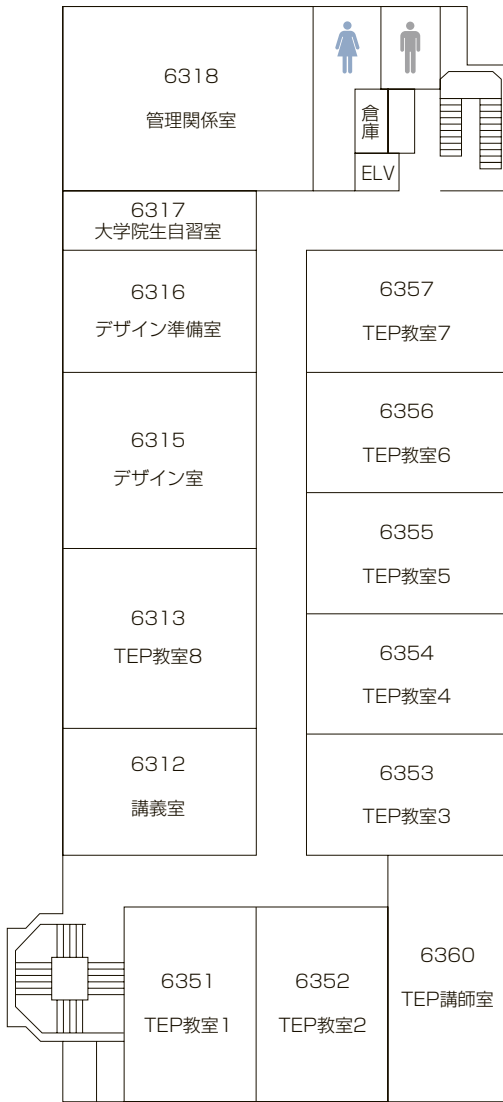 6318
管理関係室
倉庫
ELV
6317
大学院生自習室
6316
デザイン準備室
6357
TEP教室7
6356
TEP教室6
6315
デザイン室
6355
TEP教室5
6313
TEP教室8
6354
TEP教室4
6312
講義室
6353
TEP教室3
6351
TEP教室1
6352
TEP教室2
6360
TEP講師室